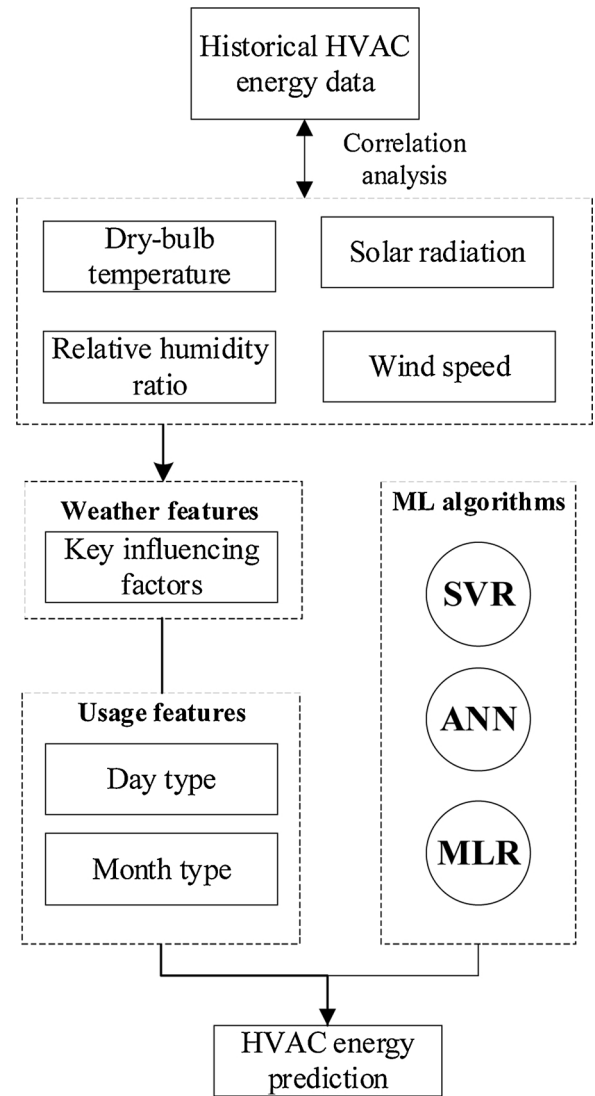 Historical HVAC
energy data
Correlation
analysis
Dry-bulb
temperature
Solar radiation
Relative humidity
ratio
Wind speed
Weather features
Key influencing
factors
Usage features
Day type
Month type
ML algorithms
SVR
ANN
MLR
HVAC energy
prediction